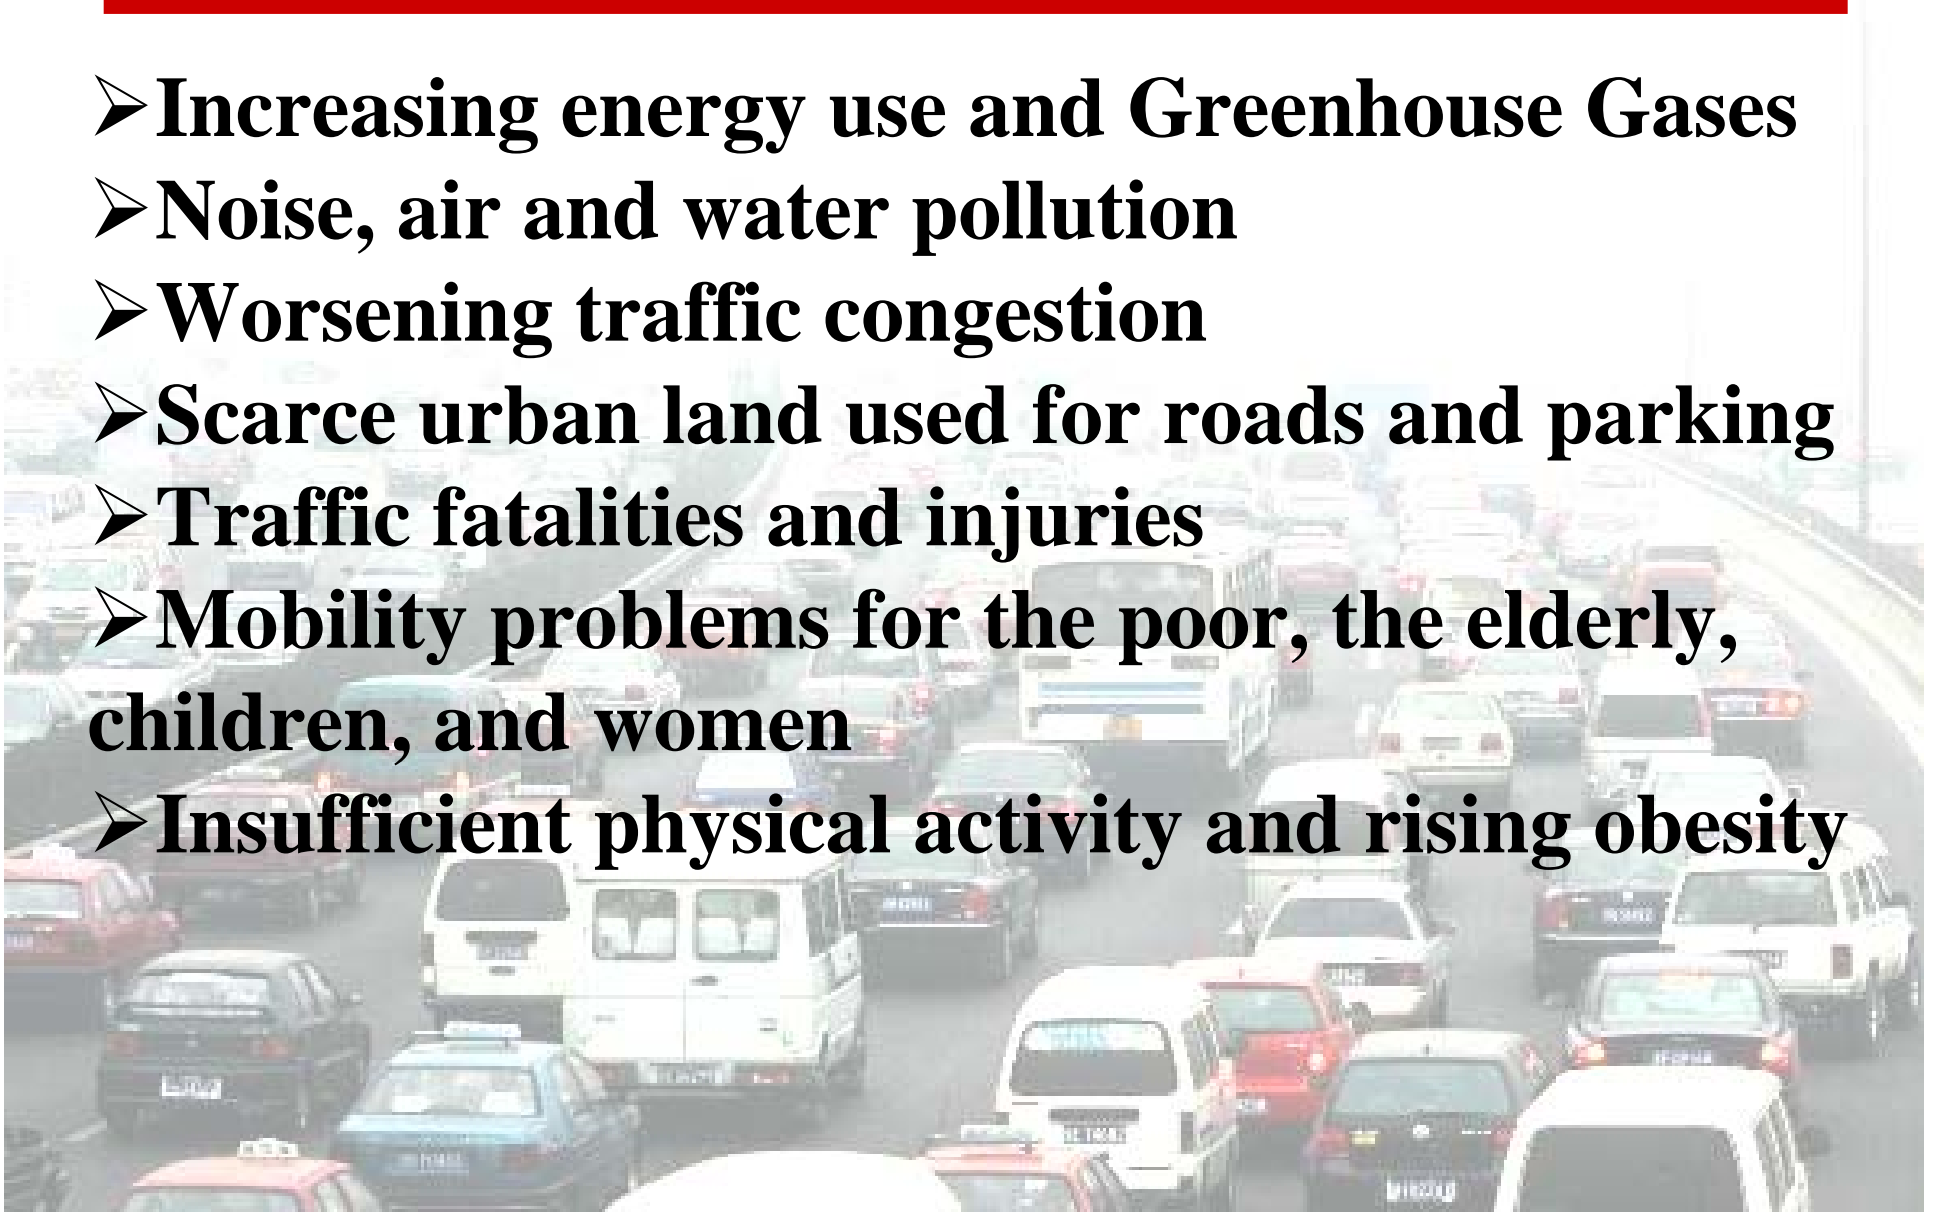 ➢Increasing energy use and Greenhouse Gases
➢Noise, air and water pollution
➢Worsening traffic congestion
➢Scarce urban land used for roads and parking
➢Traffic fatalities and injuries
➢Mobility problems for the poor, the elderly,
children, and women
➢Insufficient physical activity and rising obesity